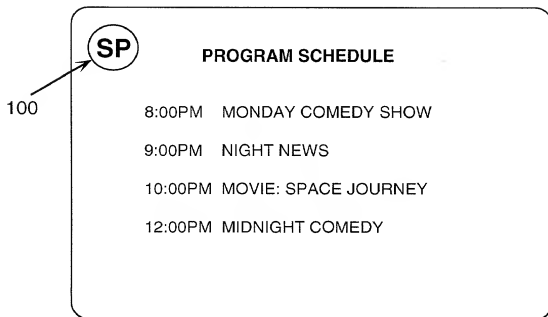 SP
PROGRAM SCHEDULE
100
8:00PM MONDAY COMEDY SHOW
9:00PM NIGHT NEWS
10:00PM MOVIE: SPACE JOURNEY
12:00PM MIDNIGHT COMEDY